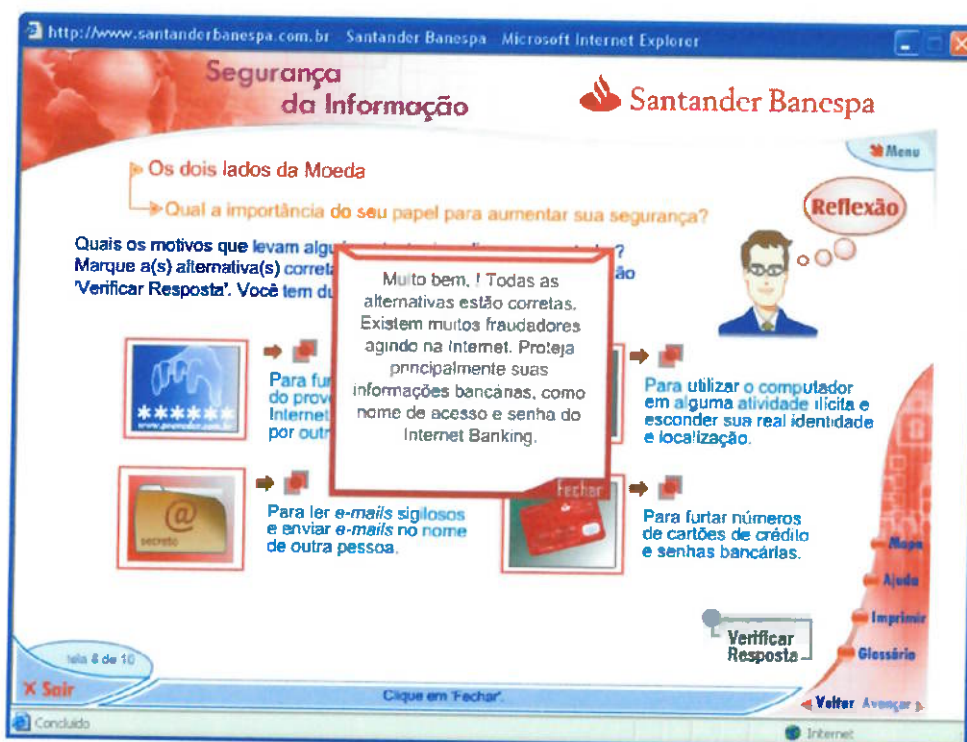 http://www.santanderbanespa.com.br Santander Banespa Microsoft Internet Explorer
Segurança
da Informação
Santander Banespa
Menu
Os dois lados da Moeda
Qual a importância do seu papel para aumentar sua segurança?
Reflexão
Quais os motivos que levam
?
Marque a(s) alternativa(s)
'Verificar Resposta'. Você tem
Muito bem, ! Todas as
alternativas estão corretas.
Existem muitos fraudadores
agindo na Internet. Proteja
principalmente suas
informações bancárias, como
nome de acesso e senha do
Internet Banking.
Fechar
******
www.provedor.com.br
Para
do
Internet
por
Para utilizar o computador
em alguma atividade ilícita e
esconder sua real identidade
e localização.
@
secreto
Para ler e-mails sigilosos
e enviar e-mails no nome
de outra pessoa.
Para furtar números
de cartões de crédito
e senhas bancárias.
Mapa
Ajuda
Imprimir
Glossário
Verificar
Resposta
tela 8 de 10
X Sair
Clique em 'Fechar'.
Voltar Avançar
Concluído
Internet